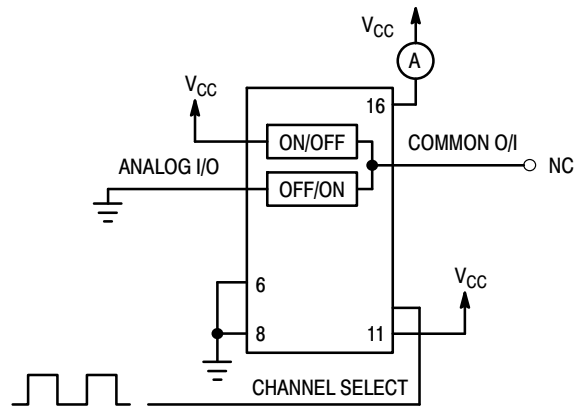 VCC
A
VCC
16
ON/OFF
COMMON O/I
NC
ANALOG I/O
OFF/ON
VCC
6
8
11
CHANNEL SELECT